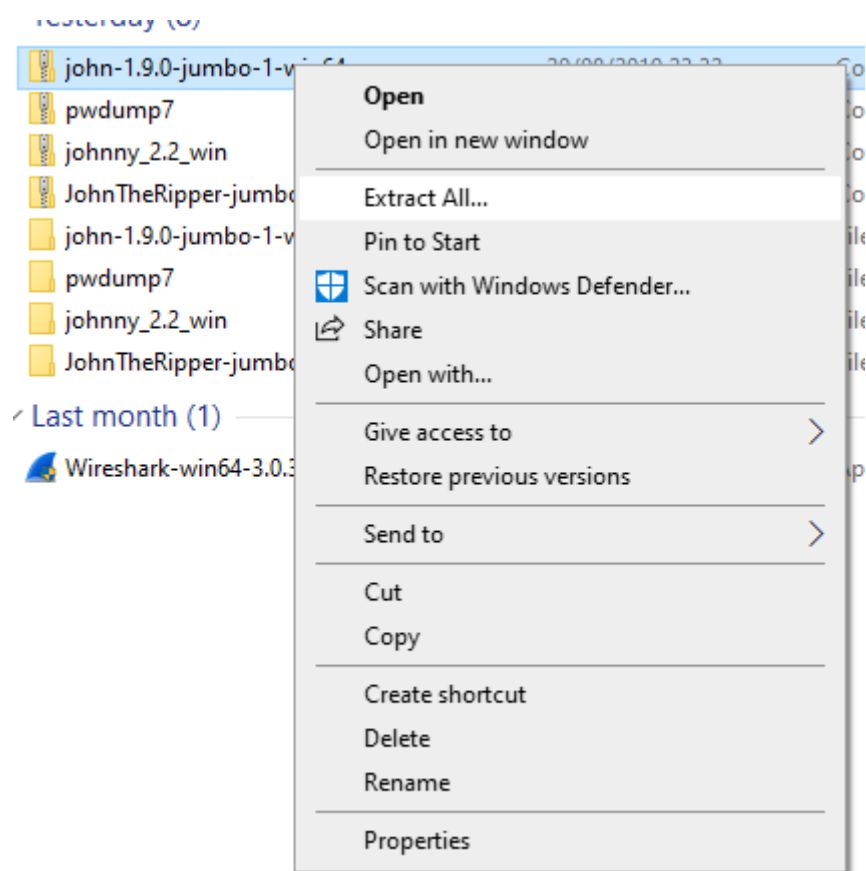 Yesterday
john-1.9.0-jumbo-1-win64
pwdump7
johnny_2.2_win
JohnTheRipper-jumbo
john-1.9.0-jumbo-1-w
pwdump7
johnny_2.2_win
JohnTheRipper-jumbo
Last month (1)
Wireshark-win64-3.0.3
Open
Open in new window
Extract All...
Pin to Start
Scan with Windows Defender...
Share
Open with...
Give access to
Restore previous versions
Send to
Cut
Copy
Create shortcut
Delete
Rename
Properties